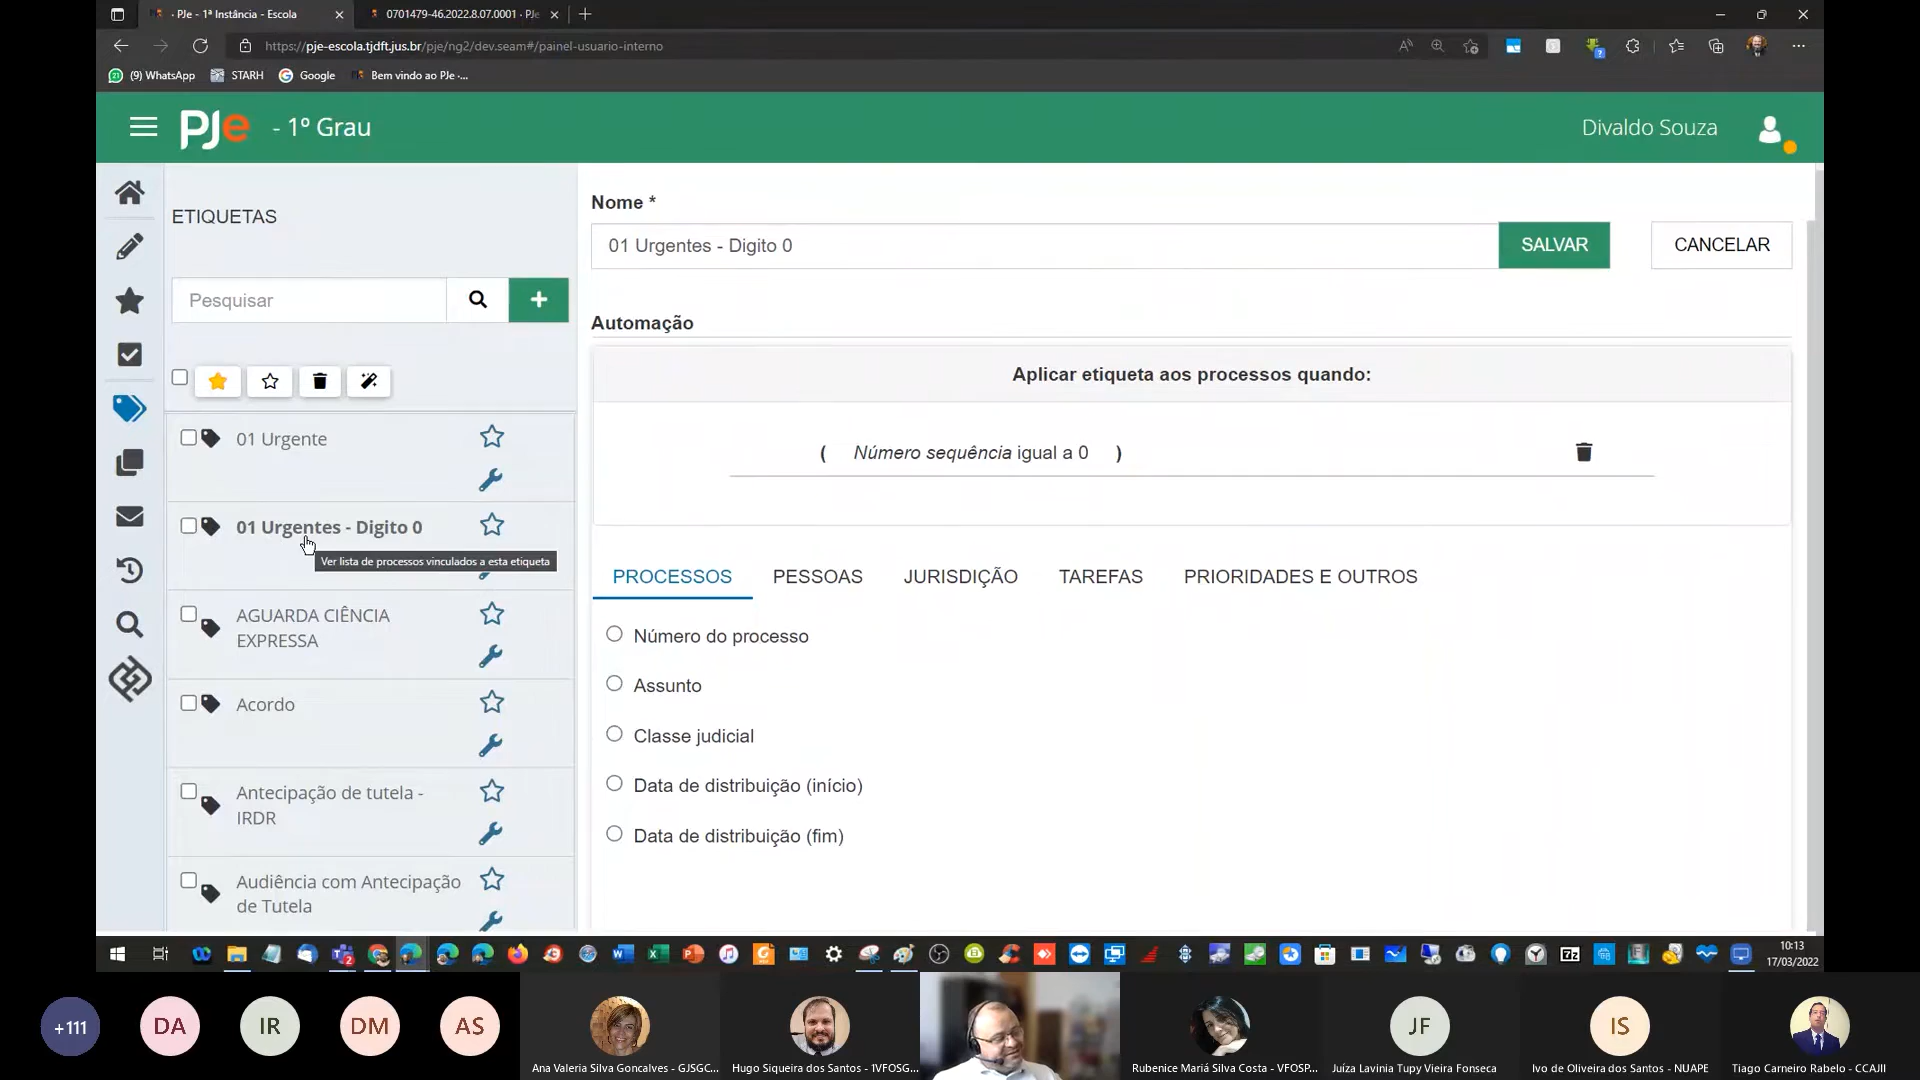 PJe - 1ª Instância - Escola
0701479-46.2022.8.07.0001 · PJe
https://pje-escola.tjdft.jus.br/pje/ng2/dev.seam#/painel-usuario-interno
(9) WhatsApp
STARH
Google
Bem vindo ao PJe ·...
PJe - 1º Grau
Divaldo Souza
ETIQUETAS
Pesquisar
01 Urgente
01 Urgentes - Digito 0
Ver lista de processos vinculados a esta etiqueta
AGUARDA CIÊNCIA
EXPRESSA
Acordo
Antecipação de tutela -
IRDR
Audiência com Antecipação
de Tutela
Nome *
01 Urgentes - Digito 0
SALVAR
CANCELAR
Automação
Aplicar etiqueta aos processos quando:
( Número sequência igual a 0 )
PROCESSOS
PESSOAS
JURISDIÇÃO
TAREFAS
PRIORIDADES E OUTROS
Número do processo
Assunto
Classe judicial
Data de distribuição (início)
Data de distribuição (fim)
10:13
17/03/2022
+111
DA
IR
DM
AS
Ana Valeria Silva Goncalves - GJSGC...
Hugo Siqueira dos Santos - 1VFOSG...
Rubenice Mariá Silva Costa - VFOSP...
JF
Juíza Lavinia Tupy Vieira Fonseca
IS
Ivo de Oliveira dos Santos - NUAPE
Tiago Carneiro Rabelo - CCAJII